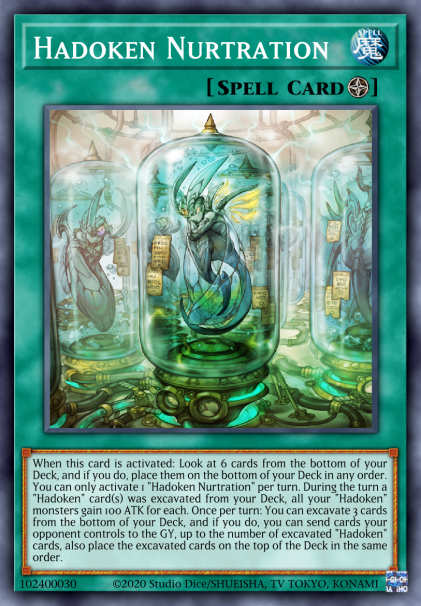 HADOKEN NURTRATION
SPELL
魔
[SPELL CARD]
When this card is activated: Look at 6 cards from the bottom of your
Deck, and if you do, place them on the bottom of your Deck in any order.
You can only activate 1 "Hadoken Nurtration" per turn. During the turn a
"Hadoken" card(s) was excavated from your Deck, all your "Hadoken"
monsters gain 100 ATK for each. Once per turn: You can excavate 3 cards
from the bottom of your Deck, and if you do, you can send cards your
opponent controls to the GY, up to the number of excavated "Hadoken"
cards, also place the excavated cards on the top of the Deck in the same
order.
102400030 ©2020 Studio Dice/SHUEISHA, TV TOKYO, KONAMI